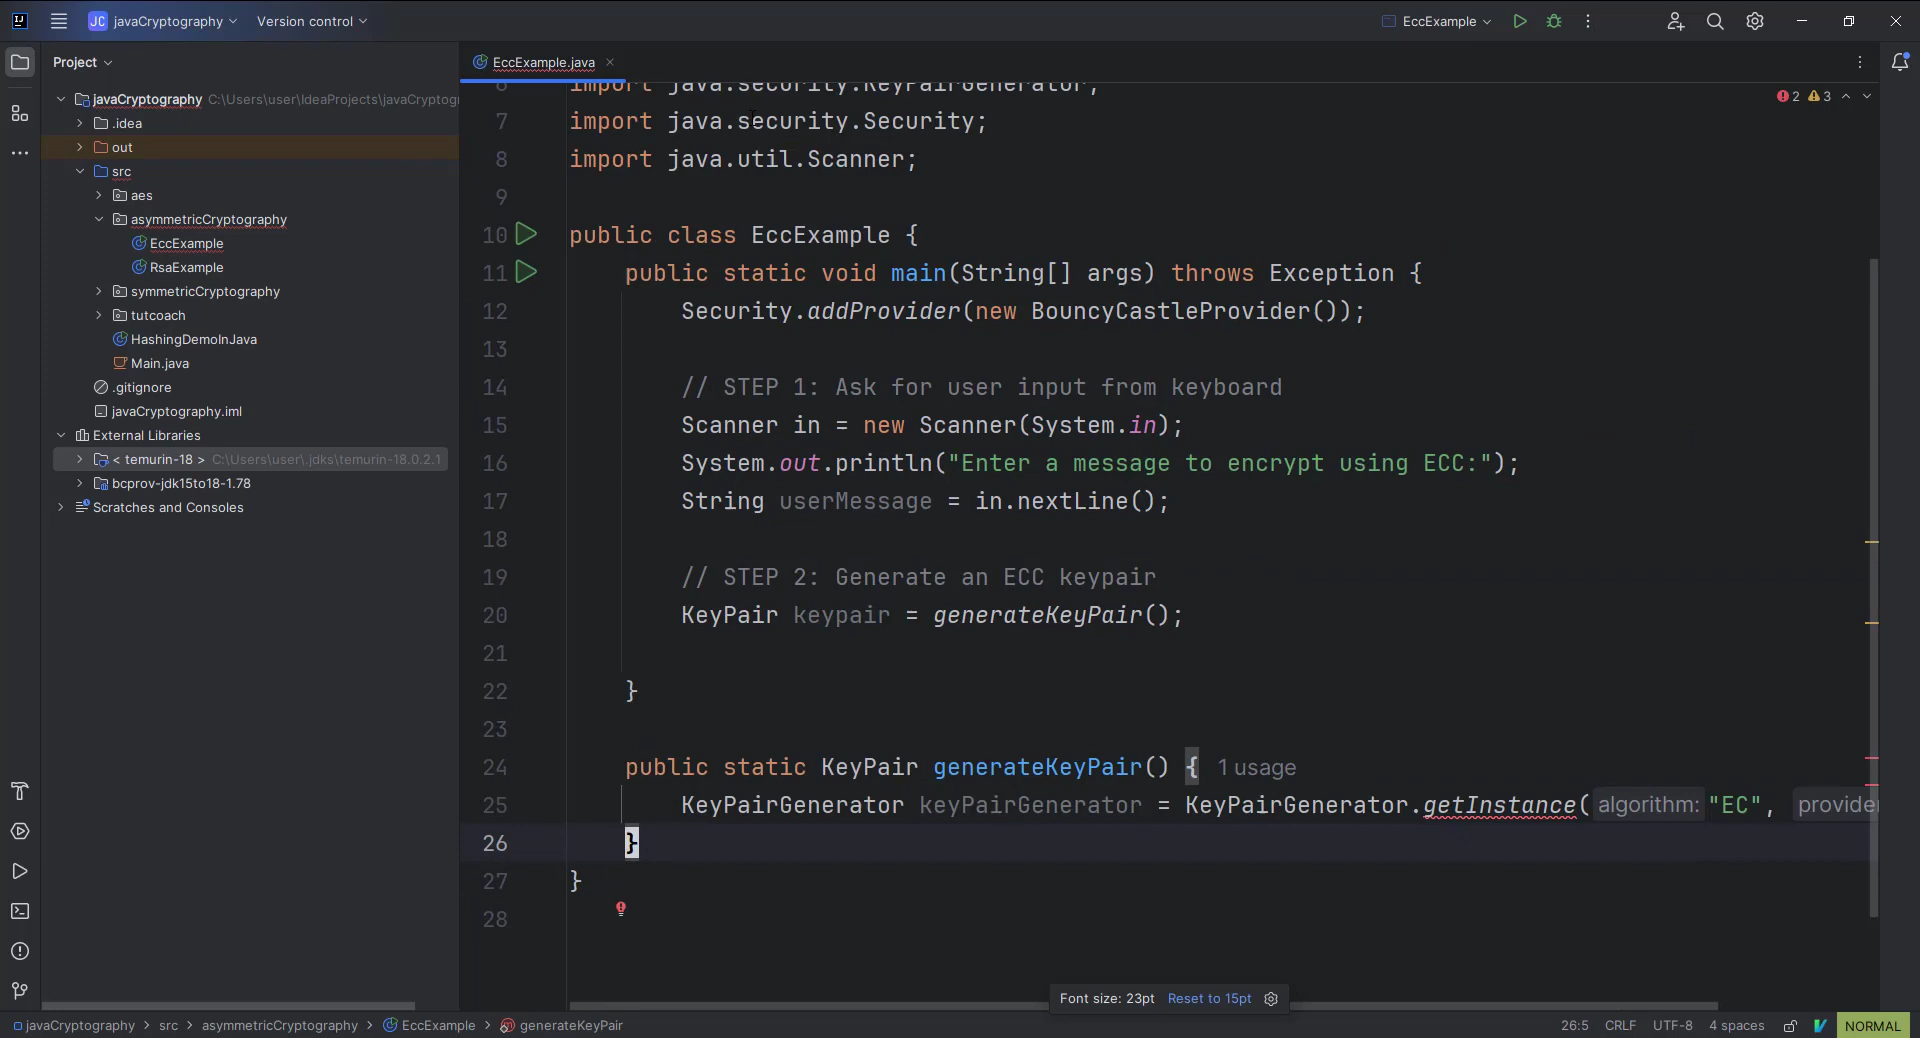 JC javaCryptography Version control EccExample
Project
EccExample.java
javaCryptography C:\Users\user\IdeaProjects\javaCryptog
.idea
out
src
aes
asymmetricCryptography
EccExample
RsaExample
symmetricCryptography
tutcoach
HashingDemoInJava
Main.java
.gitignore
javaCryptography.iml
External Libraries
< temurin-18 > C:\Users\user\.jdks\temurin-18.0.2.1
bcprov-jdk15to18-1.78
Scratches and Consoles
2 3
6 import java.security.KeyPairGenerator;
7 import java.security.Security;
8 import java.util.Scanner;
9
10 public class EccExample {
11 public static void main(String[] args) throws Exception {
12 Security.addProvider(new BouncyCastleProvider());
13
14 // STEP 1: Ask for user input from keyboard
15 Scanner in = new Scanner(System.in);
16 System.out.println("Enter a message to encrypt using ECC:");
17 String userMessage = in.nextLine();
18
19 // STEP 2: Generate an ECC keypair
20 KeyPair keypair = generateKeyPair();
21
22 }
23
24 public static KeyPair generateKeyPair() { 1 usage
25 KeyPairGenerator keyPairGenerator = KeyPairGenerator.getInstance( algorithm: "EC", provider
26 }
27 }
28
Font size: 23pt Reset to 15pt
javaCryptography > src > asymmetricCryptography > EccExample > generateKeyPair
26:5 CRLF UTF-8 4 spaces NORMAL